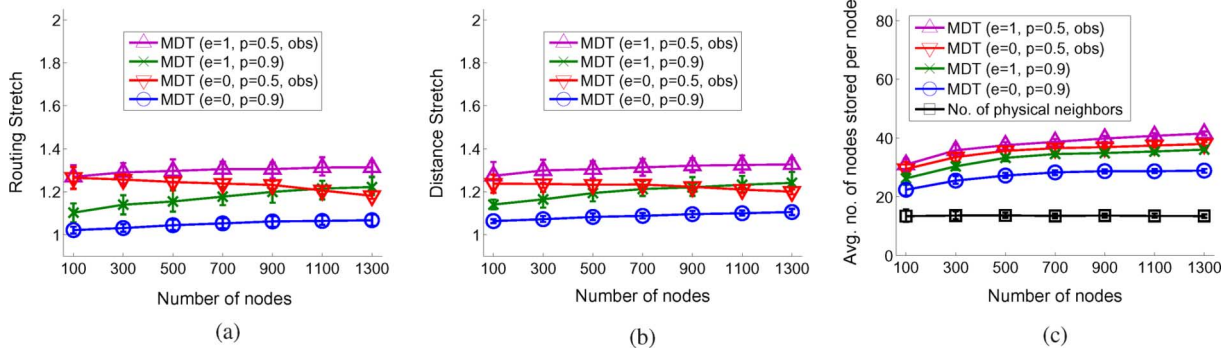 2
1.8
1.6
1.4
1.2
1
Routing Stretch
MDT (e=1, p=0.5, obs)
MDT (e=1, p=0.9)
MDT (e=0, p=0.5, obs)
MDT (e=0, p=0.9)
100 300 500 700 900 1100 1300
Number of nodes
(a)
2
1.8
1.6
1.4
1.2
1
Distance Stretch
MDT (e=1, p=0.5, obs)
MDT (e=1, p=0.9)
MDT (e=0, p=0.5, obs)
MDT (e=0, p=0.9)
100 300 500 700 900 1100 1300
Number of nodes
(b)
80
60
40
20
0
Avg. no. of nodes stored per node
MDT (e=1, p=0.5, obs)
MDT (e=0, p=0.5, obs)
MDT (e=1, p=0.9)
MDT (e=0, p=0.9)
No. of physical neighbors
100 300 500 700 900 1100 1300
Number of nodes
(c)